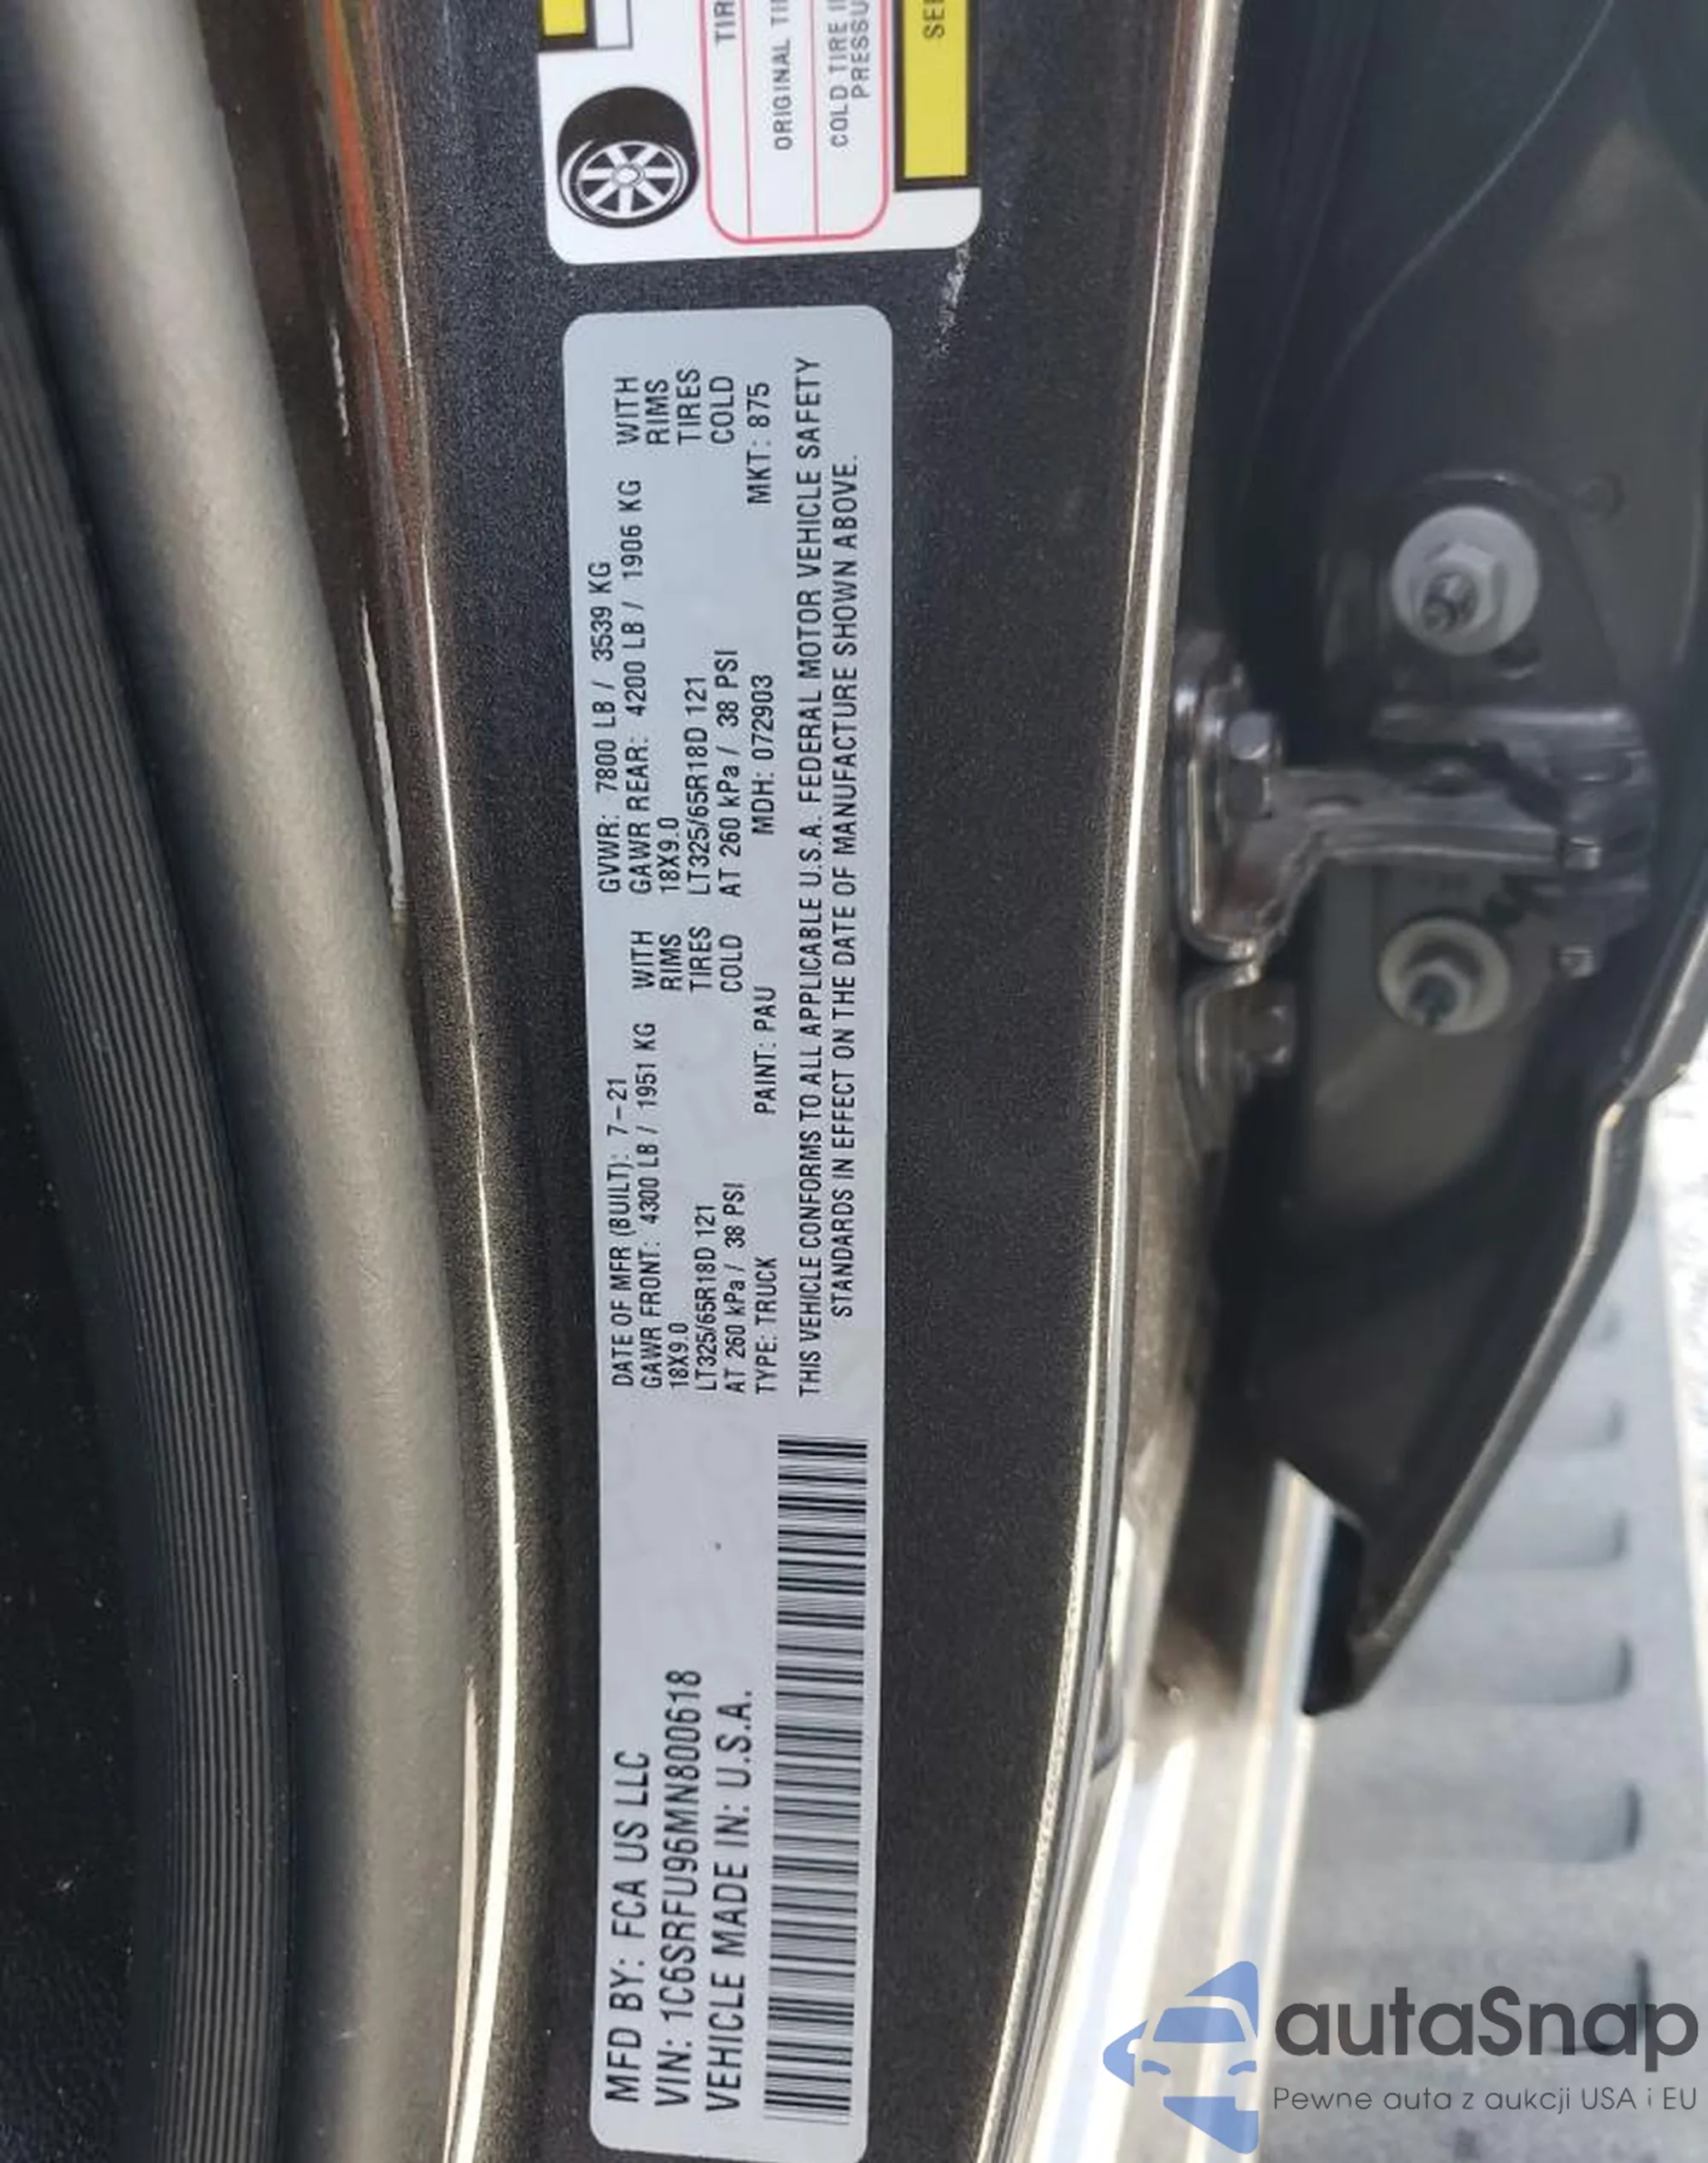 TIR
ORIGINAL TI
COLD TIRE I
PRESSU
SE
MFD BY: FCA US LLC
VIN: 1C6SRFU96MN800618
VEHICLE MADE IN: U.S.A.
DATE OF MFR (BUILT): 7-21 GVWR: 7800 LB / 3539 KG
GAWR FRONT: 4300 LB / 1951 KG WITH GAWR REAR: 4200 LB / 1906 KG WITH
18X9.0 RIMS 18X9.0 RIMS
LT325/65R18D 121 TIRES LT325/65R18D 121 TIRES
AT 260 kPa / 38 PSI COLD AT 260 kPa / 38 PSI COLD
TYPE: TRUCK PAINT: PAU MDH: 072903 MKT: 875
THIS VEHICLE CONFORMS TO ALL APPLICABLE U.S.A. FEDERAL MOTOR VEHICLE SAFETY
STANDARDS IN EFFECT ON THE DATE OF MANUFACTURE SHOWN ABOVE.
autaSnap
Pewne auta z aukcji USA i EU